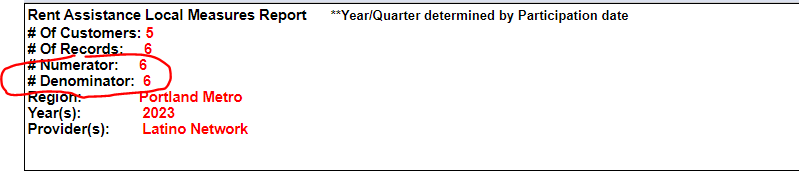 Rent Assistance Local Measures Report **Year/Quarter determined by Participation date
# Of Customers: 5
# Of Records: 6
# Numerator: 6
# Denominator: 6
Region: Portland Metro
Year(s): 2023
Provider(s): Latino Network